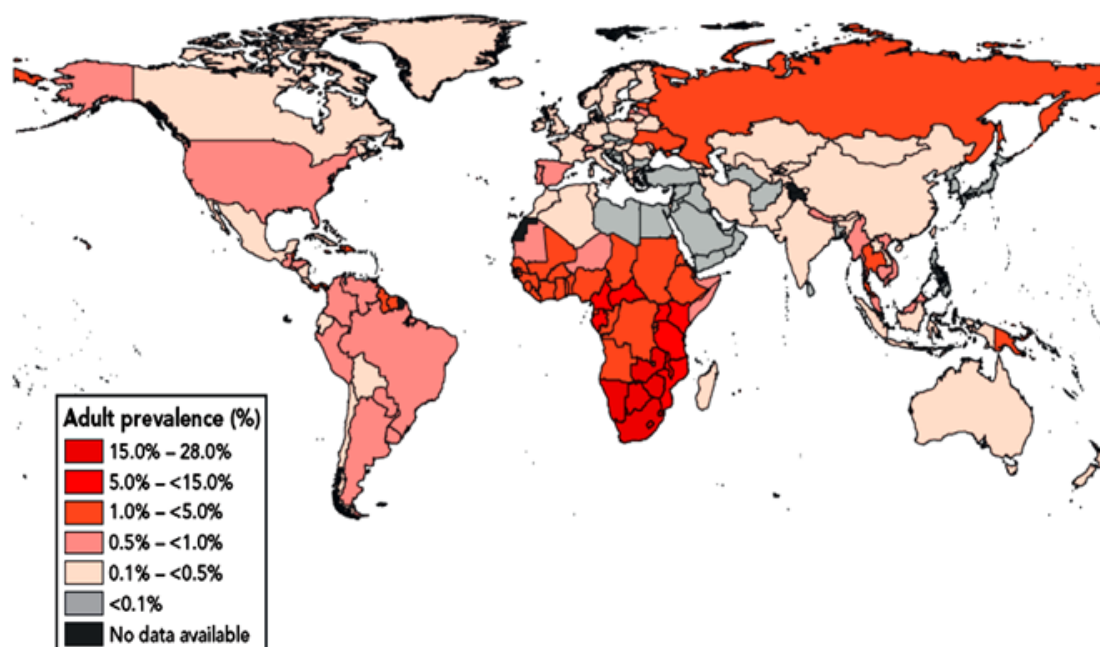 Adult prevalence (%)
15.0% – 28.0%
5.0% – <15.0%
1.0% – <5.0%
0.5% – <1.0%
0.1% – <0.5%
<0.1%
No data available